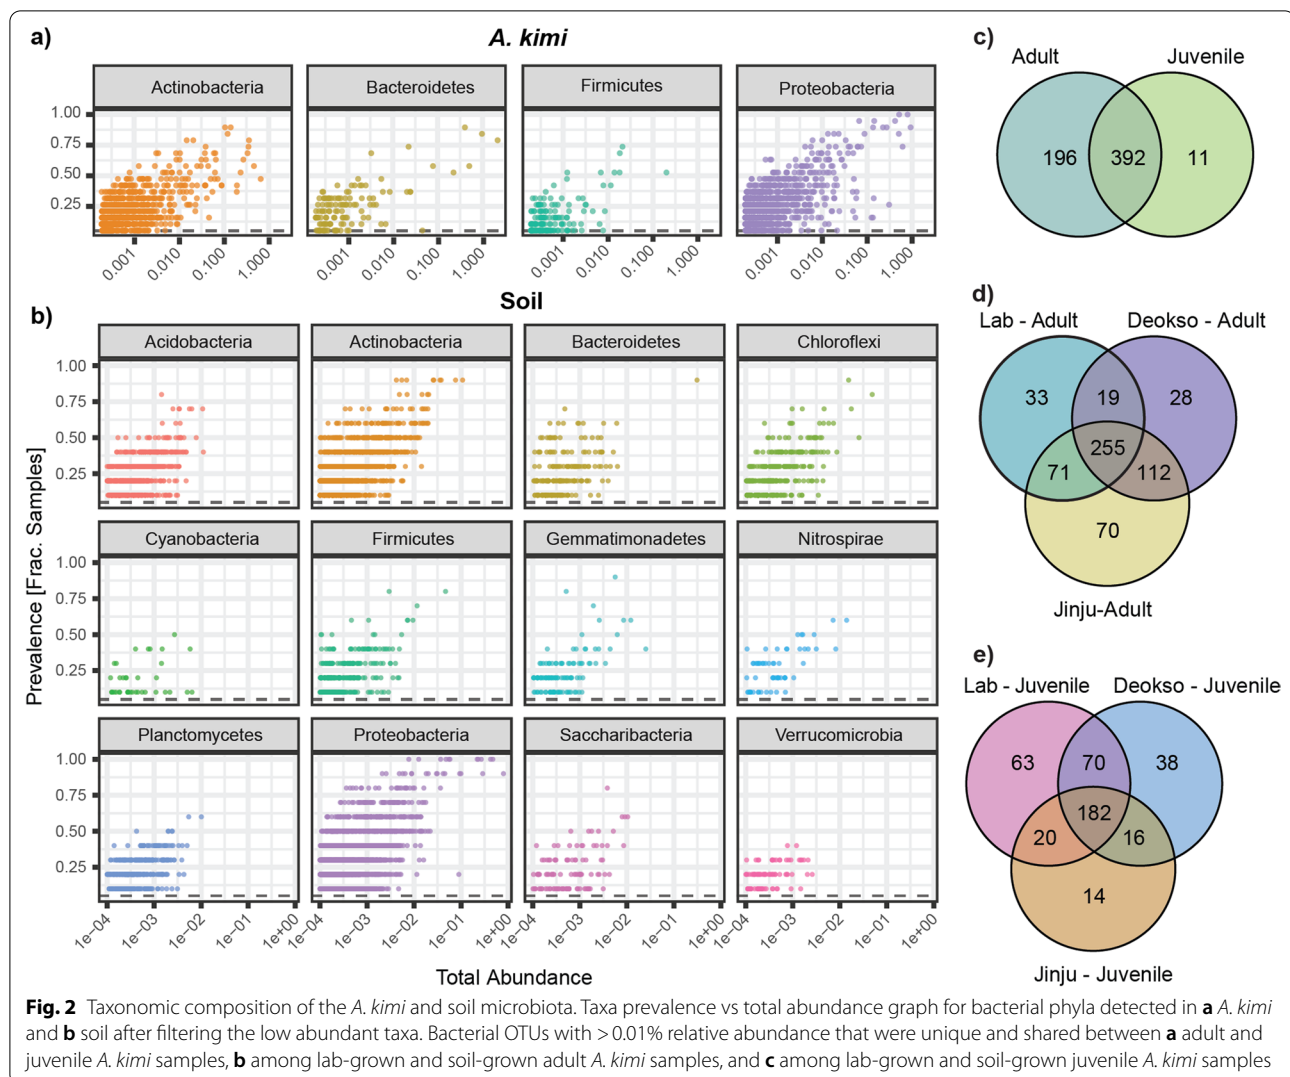 a)
A. kimi
Actinobacteria
Bacteroidetes
Firmicutes
Proteobacteria
1.00
0.75
0.50
0.25
0.001 0.010 0.100 1.000
0.001 0.010 0.100 1.000
0.001 0.010 0.100 1.000
0.001 0.010 0.100 1.000
b)
Soil
Acidobacteria
Actinobacteria
Bacteroidetes
Chloroflexi
1.00
0.75
0.50
0.25
Cyanobacteria
Firmicutes
Gemmatimonadetes
Nitrospirae
1.00
0.75
0.50
0.25
Planctomycetes
Proteobacteria
Saccharibacteria
Verrucomicrobia
1.00
0.75
0.50
0.25
Prevalence [Frac. Samples]
1e−04 1e−03 1e−02 1e−01 1e+00
1e−04 1e−03 1e−02 1e−01 1e+00
1e−04 1e−03 1e−02 1e−01 1e+00
1e−04 1e−03 1e−02 1e−01 1e+00
Total Abundance
c)
Adult
Juvenile
196
392
11
d)
Lab - Adult
Deokso - Adult
33
19
28
255
71
112
70
Jinju-Adult
e)
Lab - Juvenile
Deokso - Juvenile
63
70
38
182
20
16
14
Jinju - Juvenile
Fig. 2 Taxonomic composition of the A. kimi and soil microbiota. Taxa prevalence vs total abundance graph for bacterial phyla detected in a A. kimi
and b soil after filtering the low abundant taxa. Bacterial OTUs with > 0.01% relative abundance that were unique and shared between a adult and
juvenile A. kimi samples, b among lab-grown and soil-grown adult A. kimi samples, and c among lab-grown and soil-grown juvenile A. kimi samples